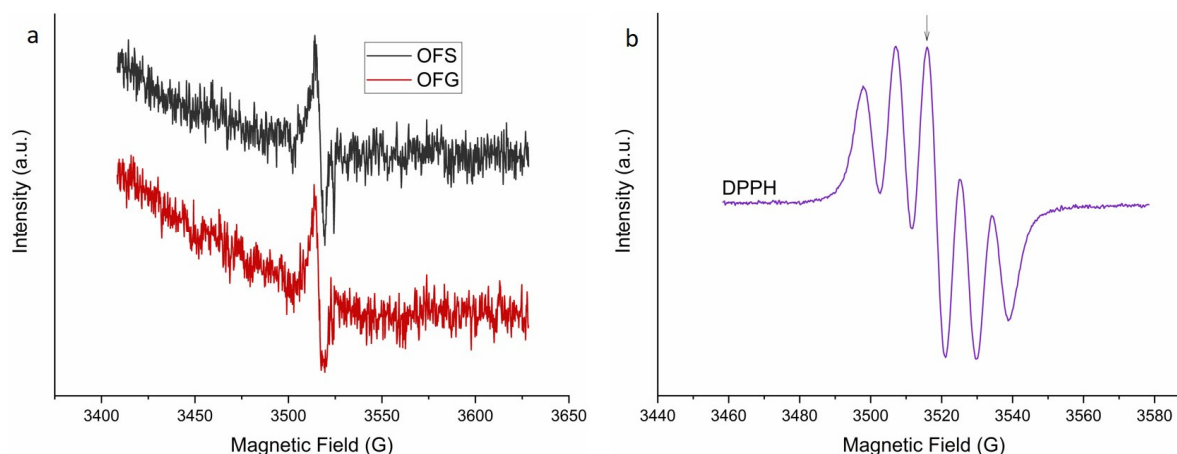 a
OFS
OFG
Intensity (a.u.)
3400 3450 3500 3550 3600 3650
Magnetic Field (G)
b
DPPH
Intensity (a.u.)
3440 3460 3480 3500 3520 3540 3560 3580
Magnetic Field (G)